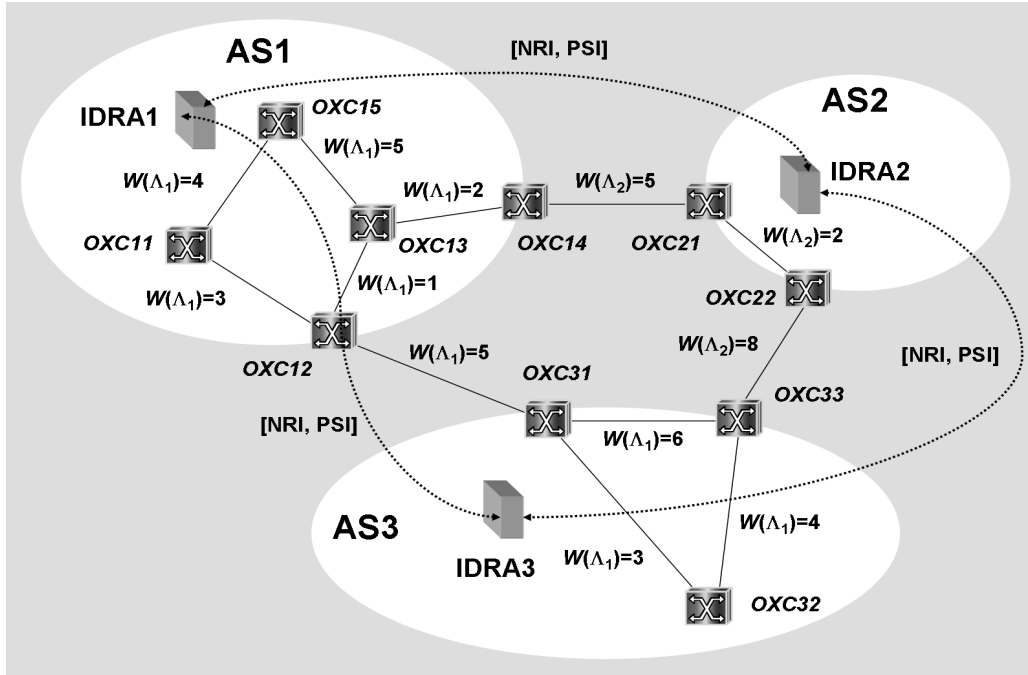 AS1
[NRI, PSI]
IDRA1
OXC15
AS2
W(Λ₁)=5
IDRA2
W(Λ₁)=4
W(Λ₁)=2
W(Λ₂)=5
OXC11
OXC13
OXC14
OXC21
W(Λ₂)=2
W(Λ₁)=3
W(Λ₁)=1
OXC22
OXC12
W(Λ₁)=5
W(Λ₂)=8
[NRI, PSI]
OXC31
OXC33
[NRI, PSI]
W(Λ₁)=6
AS3
W(Λ₁)=4
IDRA3
W(Λ₁)=3
OXC32